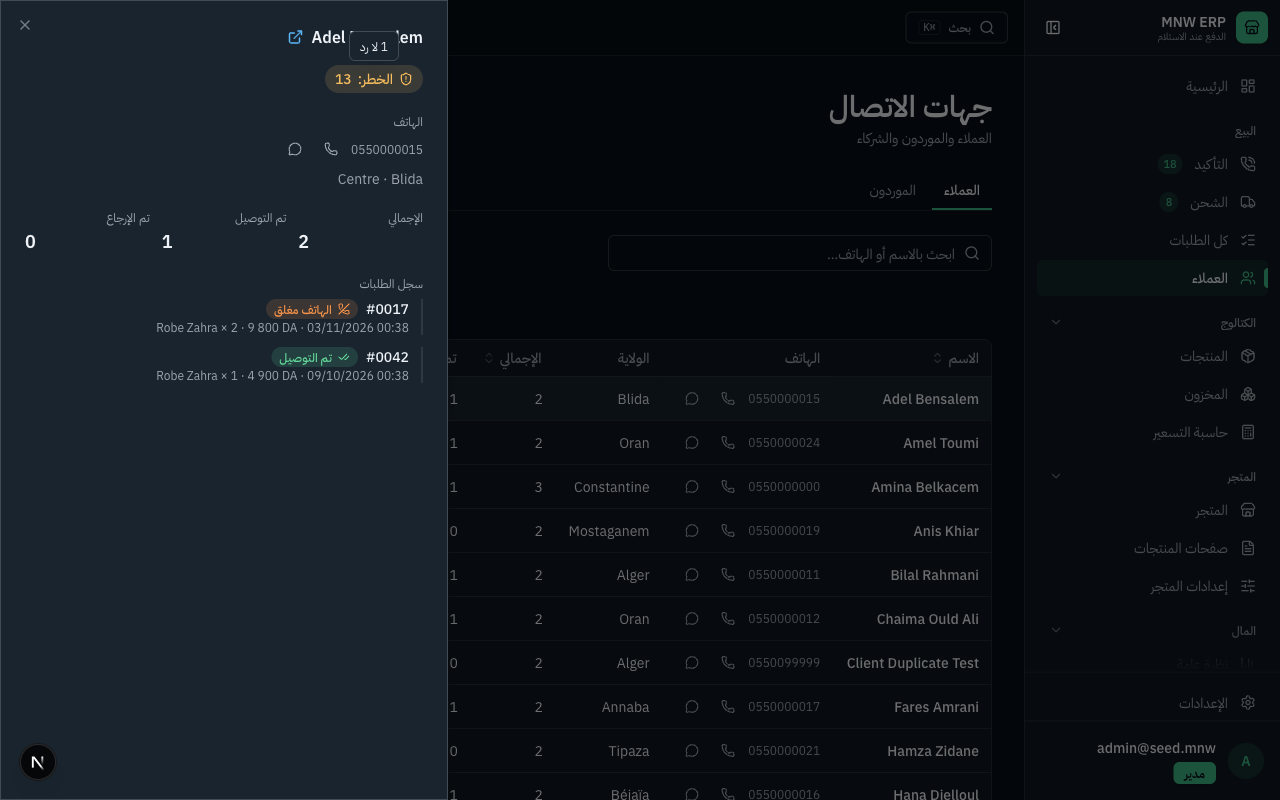 MNW ERP
الدفع عند الاستلام
الرئيسية
البيع
التأكيد 18
الشحن 8
كل الطلبات
العملاء
الكتالوج
المنتجات
المخزون
حاسبة التسعير
المتجر
المتجر
صفحات المنتجات
إعدادات المتجر
المال
الإعدادات
admin@seed.mnw
مدير
A
بحث ⌘K
جهات الاتصال
العملاء والموردون والشركاء
العملاء الموردون
ابحث بالاسم أو الهاتف...
الاسم الهاتف الولاية الإجمالي
Adel Bensalem 0550000015 Blida 2 1
Amel Toumi 0550000024 Oran 2 1
Amina Belkacem 0550000000 Constantine 3 1
Anis Khiar 0550000019 Mostaganem 2 0
Bilal Rahmani 0550000011 Alger 2 1
Chaima Ould Ali 0550000012 Oran 2 1
Client Duplicate Test 0550099999 Alger 2 0
Fares Amrani 0550000017 Annaba 2 1
Hamza Zidane 0550000021 Tipaza 2 0
Hana Djelloul 0550000016 Béjaïa 2 1
Adel
1 لا رد
الخطر: 13
الهاتف
0550000015
Centre · Blida
الإجمالي تم التوصيل تم الإرجاع
2 1 0
سجل الطلبات
#0017 الهاتف مغلق
Robe Zahra × 2 · 9 800 DA · 03/11/2026 00:38
#0042 تم التوصيل
Robe Zahra × 1 · 4 900 DA · 09/10/2026 00:38
N